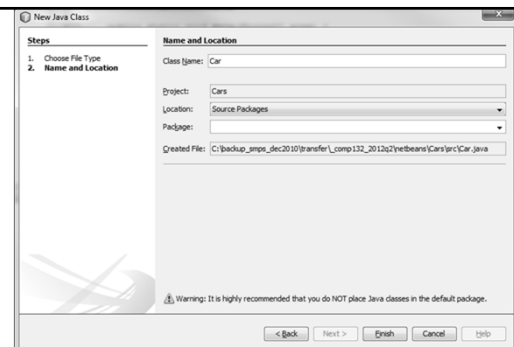 New Java Class
Steps
1. Choose File Type
2. Name and Location
Name and Location
Class Name: Car
Project: Cars
Location: Source Packages
Package:
Created File: C:\backup_smps_dec2010\transfer\_comp132_2012q2\netbeans\Cars\src\Car.java
Warning: It is highly recommended that you do NOT place Java classes in the default package.
< Back Next > Finish Cancel Help